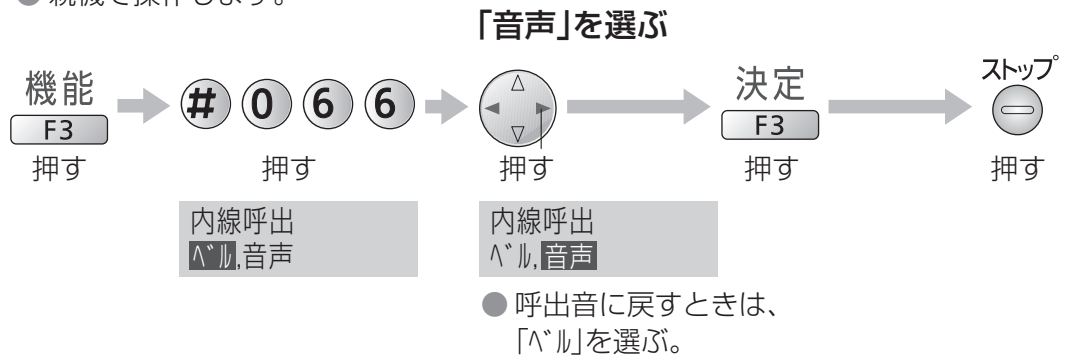 ● 親機で操作します。
「音声」を選ぶ
機能
F3
押す
# 0 6 6
押す
押す
決定
F3
押す
ストップ
押す
内線呼出
ﾍﾞﾙ,音声
内線呼出
ﾍﾞﾙ,音声
● 呼出音に戻すときは、
「ﾍﾞﾙ」を選ぶ。